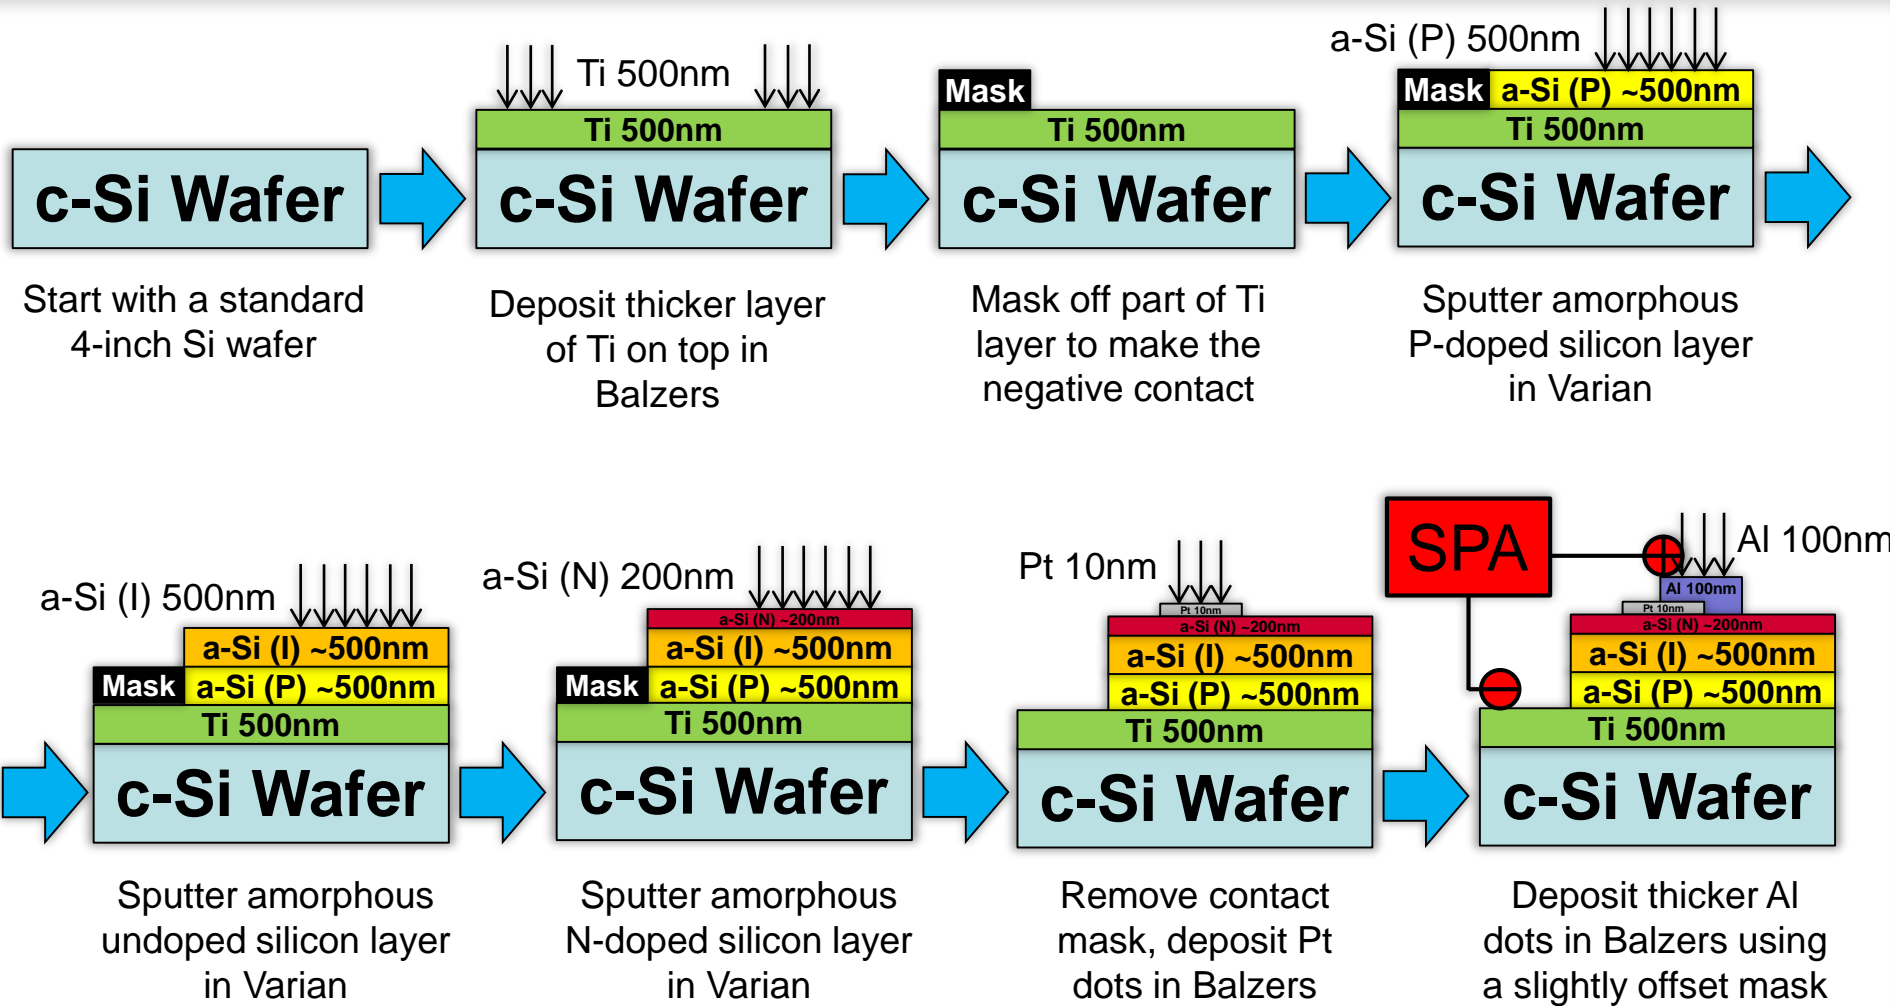 a-Si (P) 500nm
Ti 500nm
Mask
Mask a-Si (P) ~500nm
Ti 500nm
Ti 500nm
Ti 500nm
c-Si Wafer
c-Si Wafer
c-Si Wafer
c-Si Wafer
Start with a standard
4-inch Si wafer
Deposit thicker layer
of Ti on top in
Balzers
Mask off part of Ti
layer to make the
negative contact
Sputter amorphous
P-doped silicon layer
in Varian
a-Si (I) 500nm
a-Si (I) ~500nm
Mask a-Si (P) ~500nm
Ti 500nm
c-Si Wafer
Sputter amorphous
undoped silicon layer
in Varian
a-Si (N) 200nm
a-Si (N) ~200nm
a-Si (I) ~500nm
Mask a-Si (P) ~500nm
Ti 500nm
c-Si Wafer
Sputter amorphous
N-doped silicon layer
in Varian
Pt 10nm
Pt 10nm
a-Si (N) ~200nm
a-Si (I) ~500nm
a-Si (P) ~500nm
Ti 500nm
c-Si Wafer
Remove contact
mask, deposit Pt
dots in Balzers
SPA
Al 100nm
Al 100nm
Pt 10nm
a-Si (N) ~200nm
a-Si (I) ~500nm
a-Si (P) ~500nm
Ti 500nm
c-Si Wafer
Deposit thicker Al
dots in Balzers using
a slightly offset mask